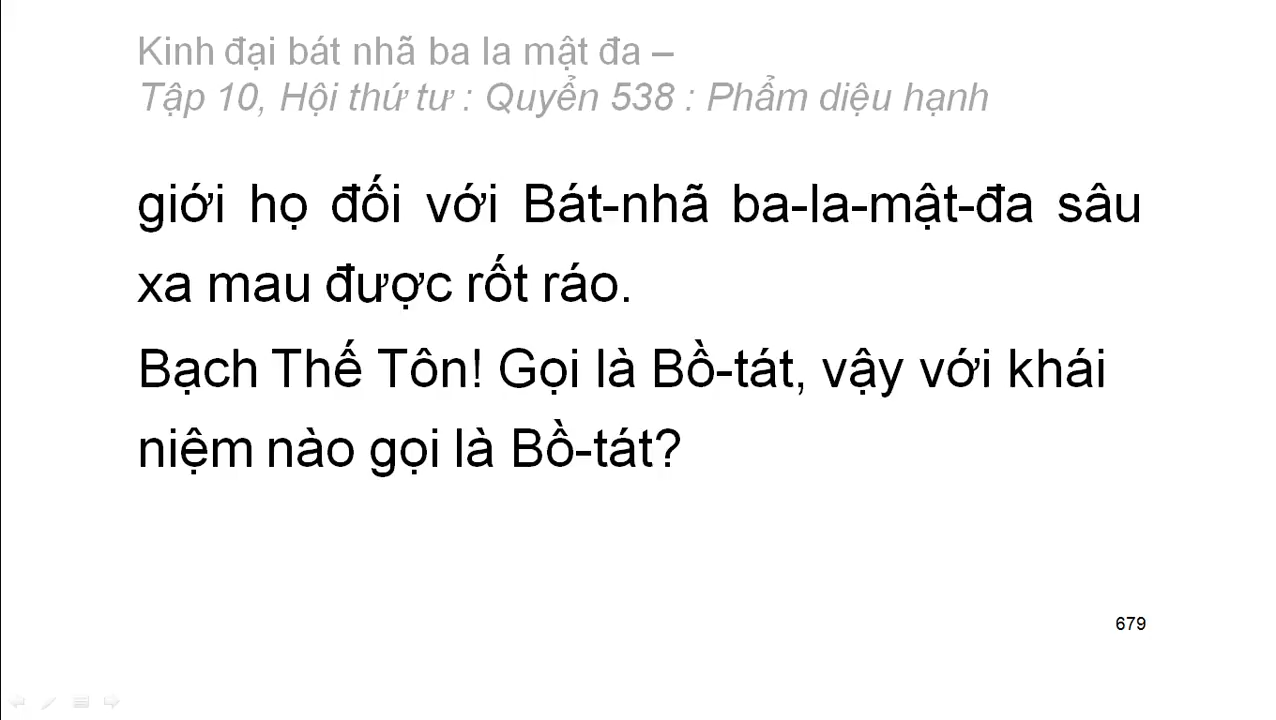 Kinh đại bát nhã ba la mật đa –
Tập 10, Hội thứ tư : Quyển 538 : Phẩm diệu hạnh
giới họ đối với Bát-nhã ba-la-mật-đa sâu
xa mau được rốt ráo.
Bạch Thế Tôn! Gọi là Bồ-tát, vậy với khái
niệm nào gọi là Bồ-tát?
679